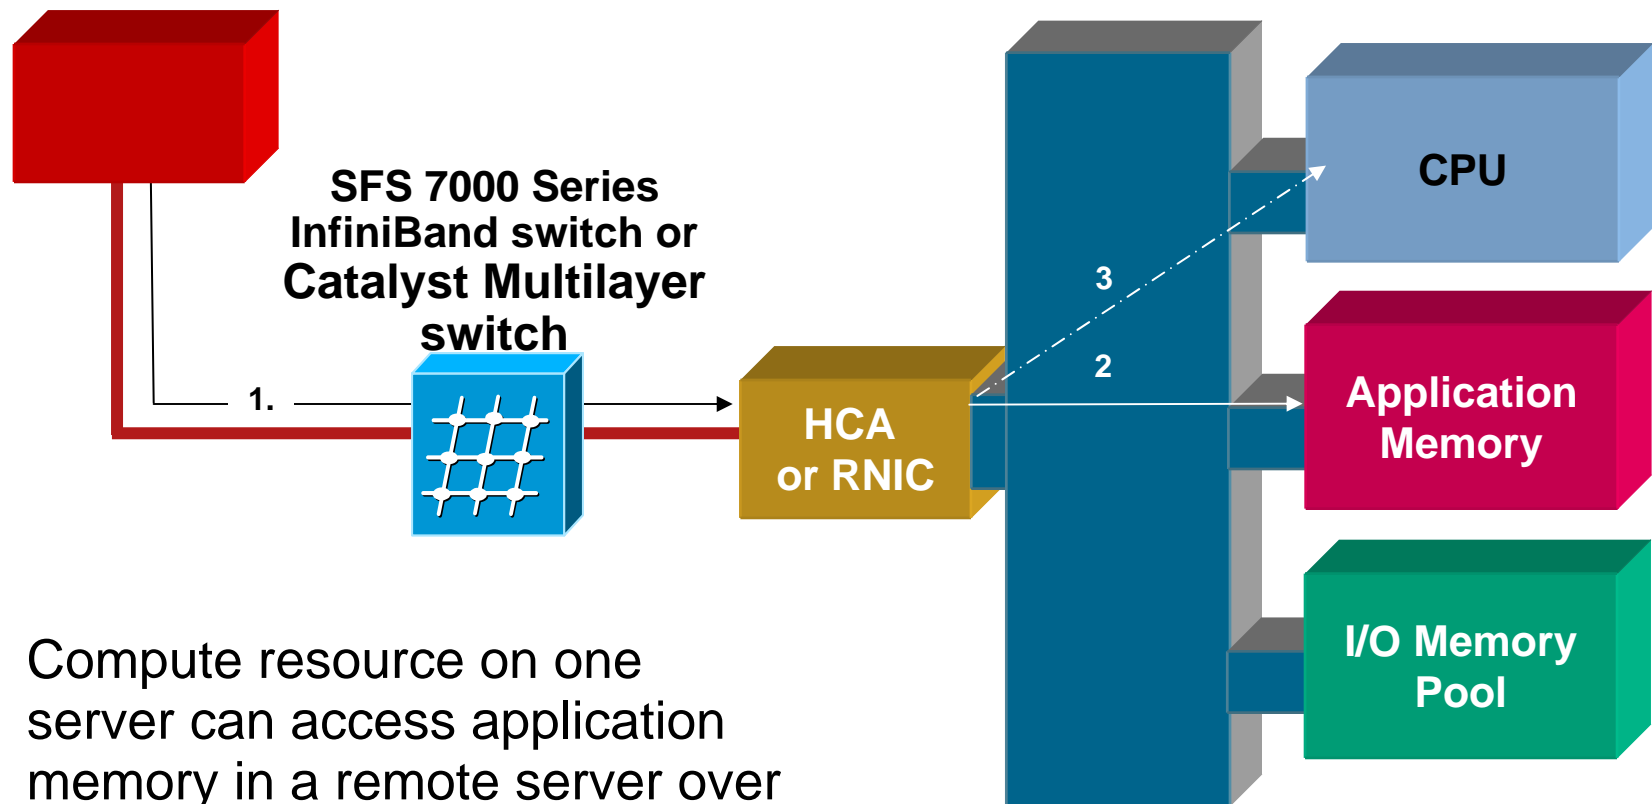 SFS 7000 Series
InfiniBand switch or
Catalyst Multilayer
switch
1.
HCA
or RNIC
3
2
CPU
Application
Memory
I/O Memory
Pool
Compute resource on one
server can access application
memory in a remote server over